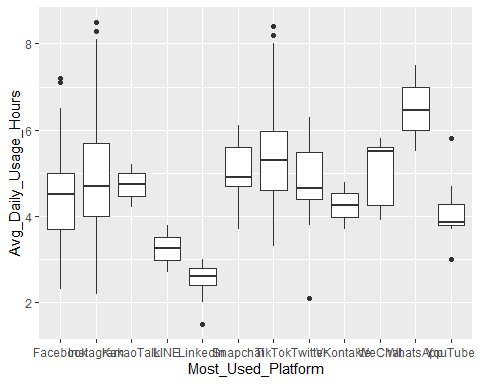 8
6
4
2
Avg_Daily_Usage_Hours
Facebook Instagram KakaoTalk LINE LinkedIn Snapchat TikTok Twitter VKontakte WeChat WhatsApp YouTube
Most_Used_Platform